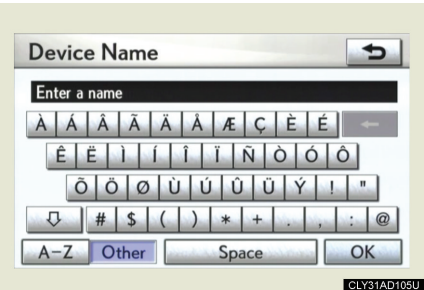 Device Name
Enter a name
À Á Â Ã Ä Å Æ Ç È É ←
Ê Ë Ì Í Î Ï Ñ Ò Ó Ô
Õ Ö Ø Ù Ú Û Ü Ý ! "
⇩ # $ ( ) * + . , : @
A-Z Other Space OK
CLY31AD105U